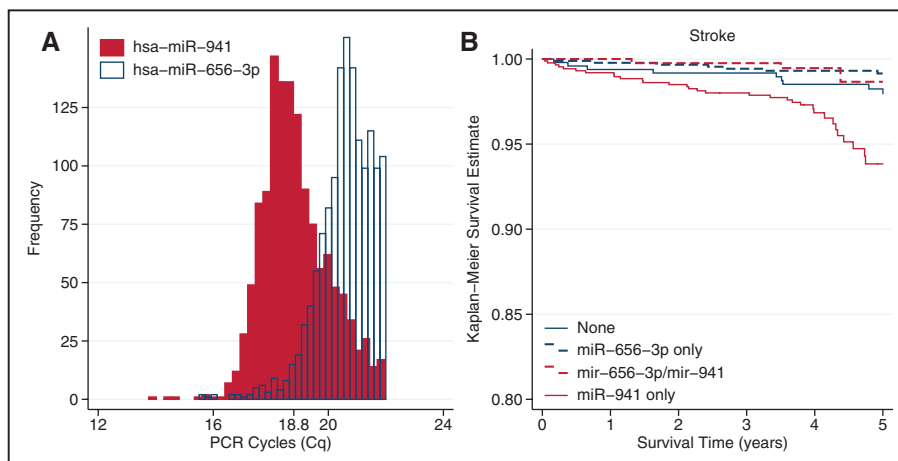 A
hsa-miR-941
hsa-miR-656-3p
Frequency
125
100
75
50
25
0
12 16 18.8 20 24
PCR Cycles (Cq)
B
Stroke
Kaplan–Meier Survival Estimate
1.00
0.95
0.90
0.85
0.80
None
miR–656–3p only
mir–656–3p/mir–941
miR–941 only
0 1 2 3 4 5
Survival Time (years)